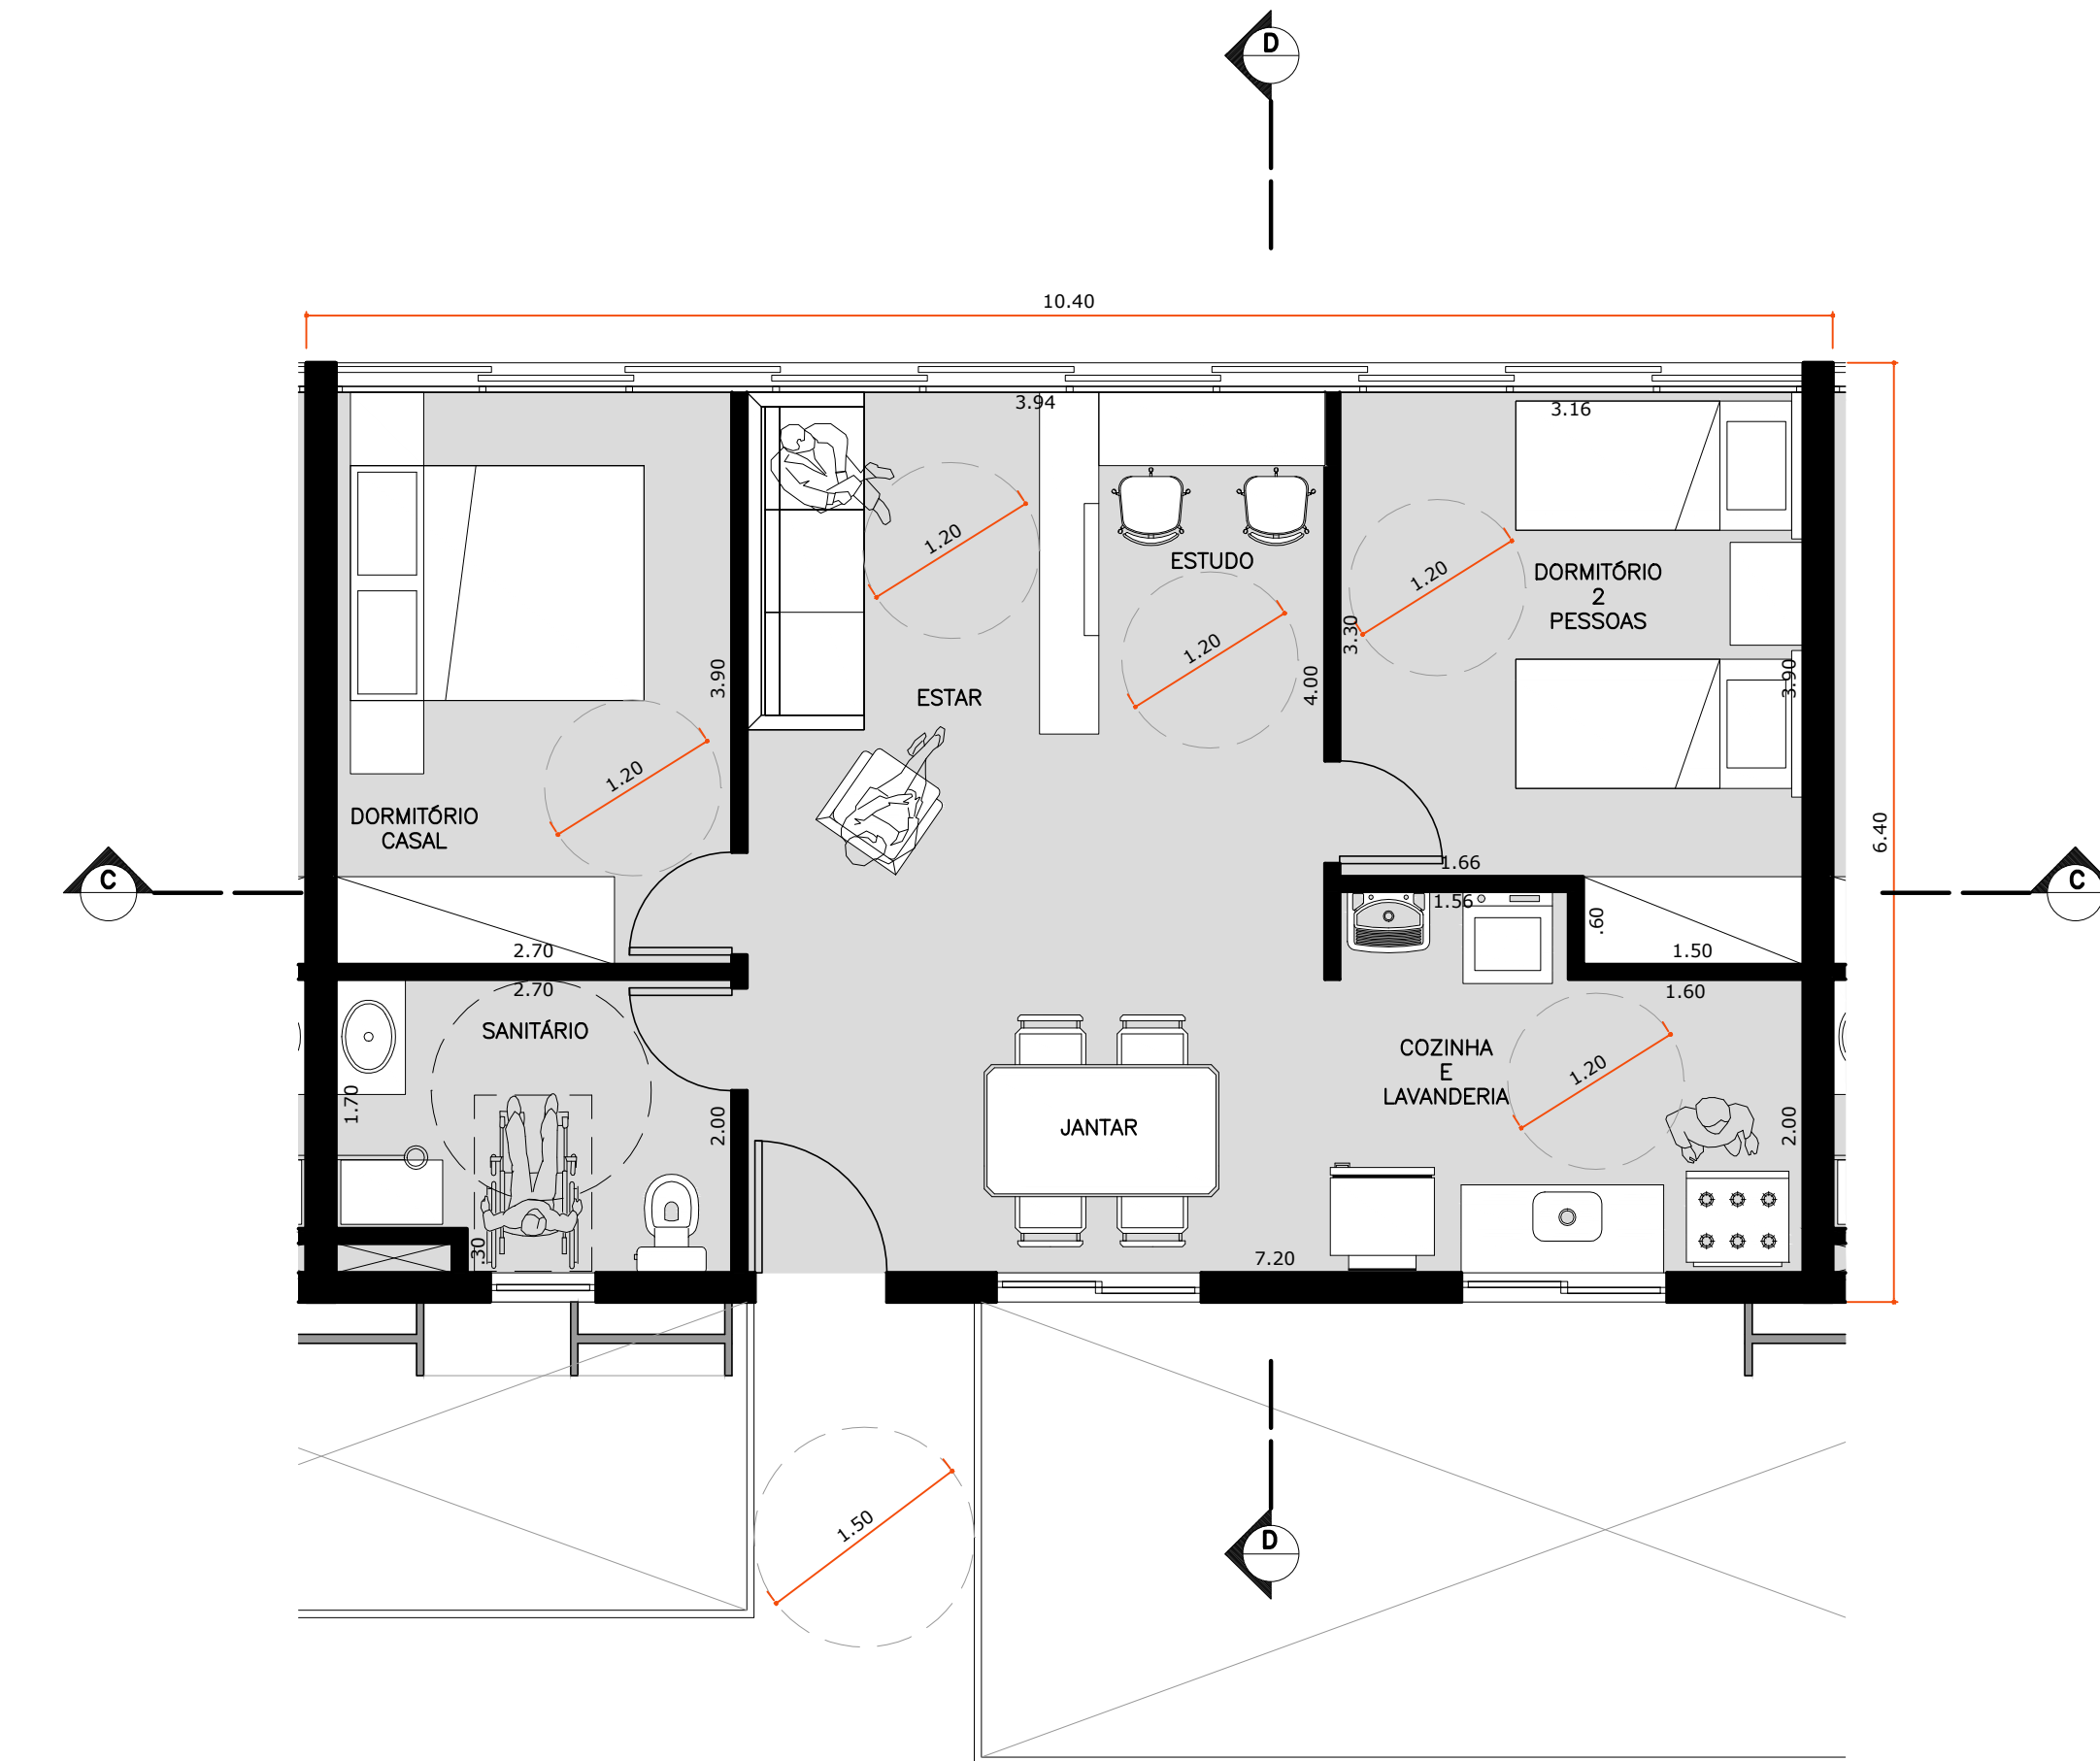 D
10.40
3.94
3.16
1.20
1.20
ESTUDO
DORMITÓRIO
2
PESSOAS
1.20
3.30
3.90
4.00
3.90
ESTAR
1.20
DORMITÓRIO
CASAL
6.40
C
C
1.66
1.56
.60
2.70
1.50
2.70
1.60
SANITÁRIO
COZINHA
E
LAVANDERIA
1.20
1.70
2.00
JANTAR
2.00
.30
7.20
1.50
D